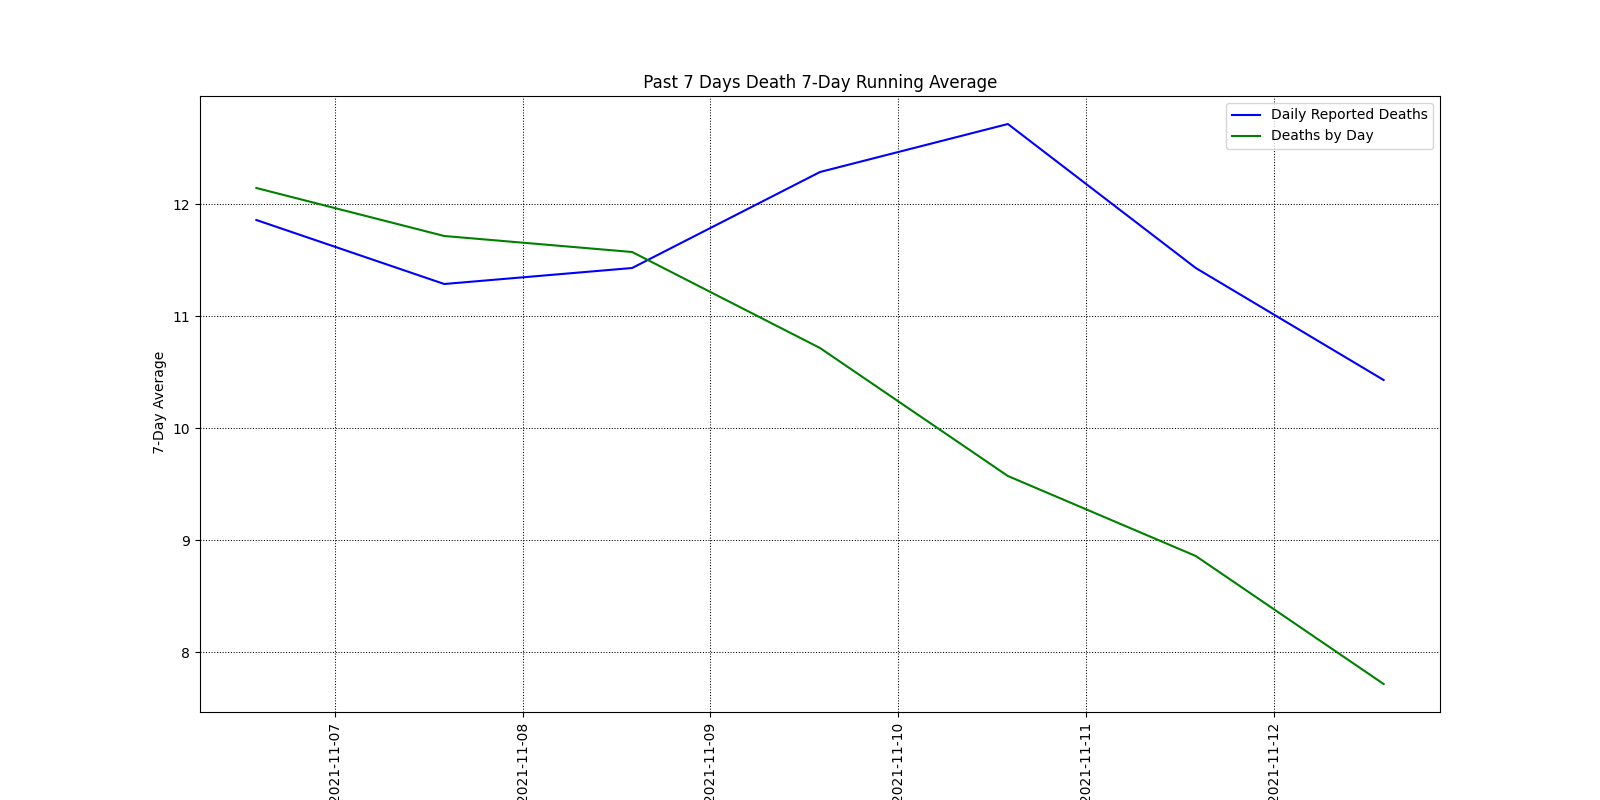 Past 7 Days Death 7-Day Running Average
Daily Reported Deaths
Deaths by Day
7-Day Average
12
11
10
9
8
2021-11-07
2021-11-08
2021-11-09
2021-11-10
2021-11-11
2021-11-12